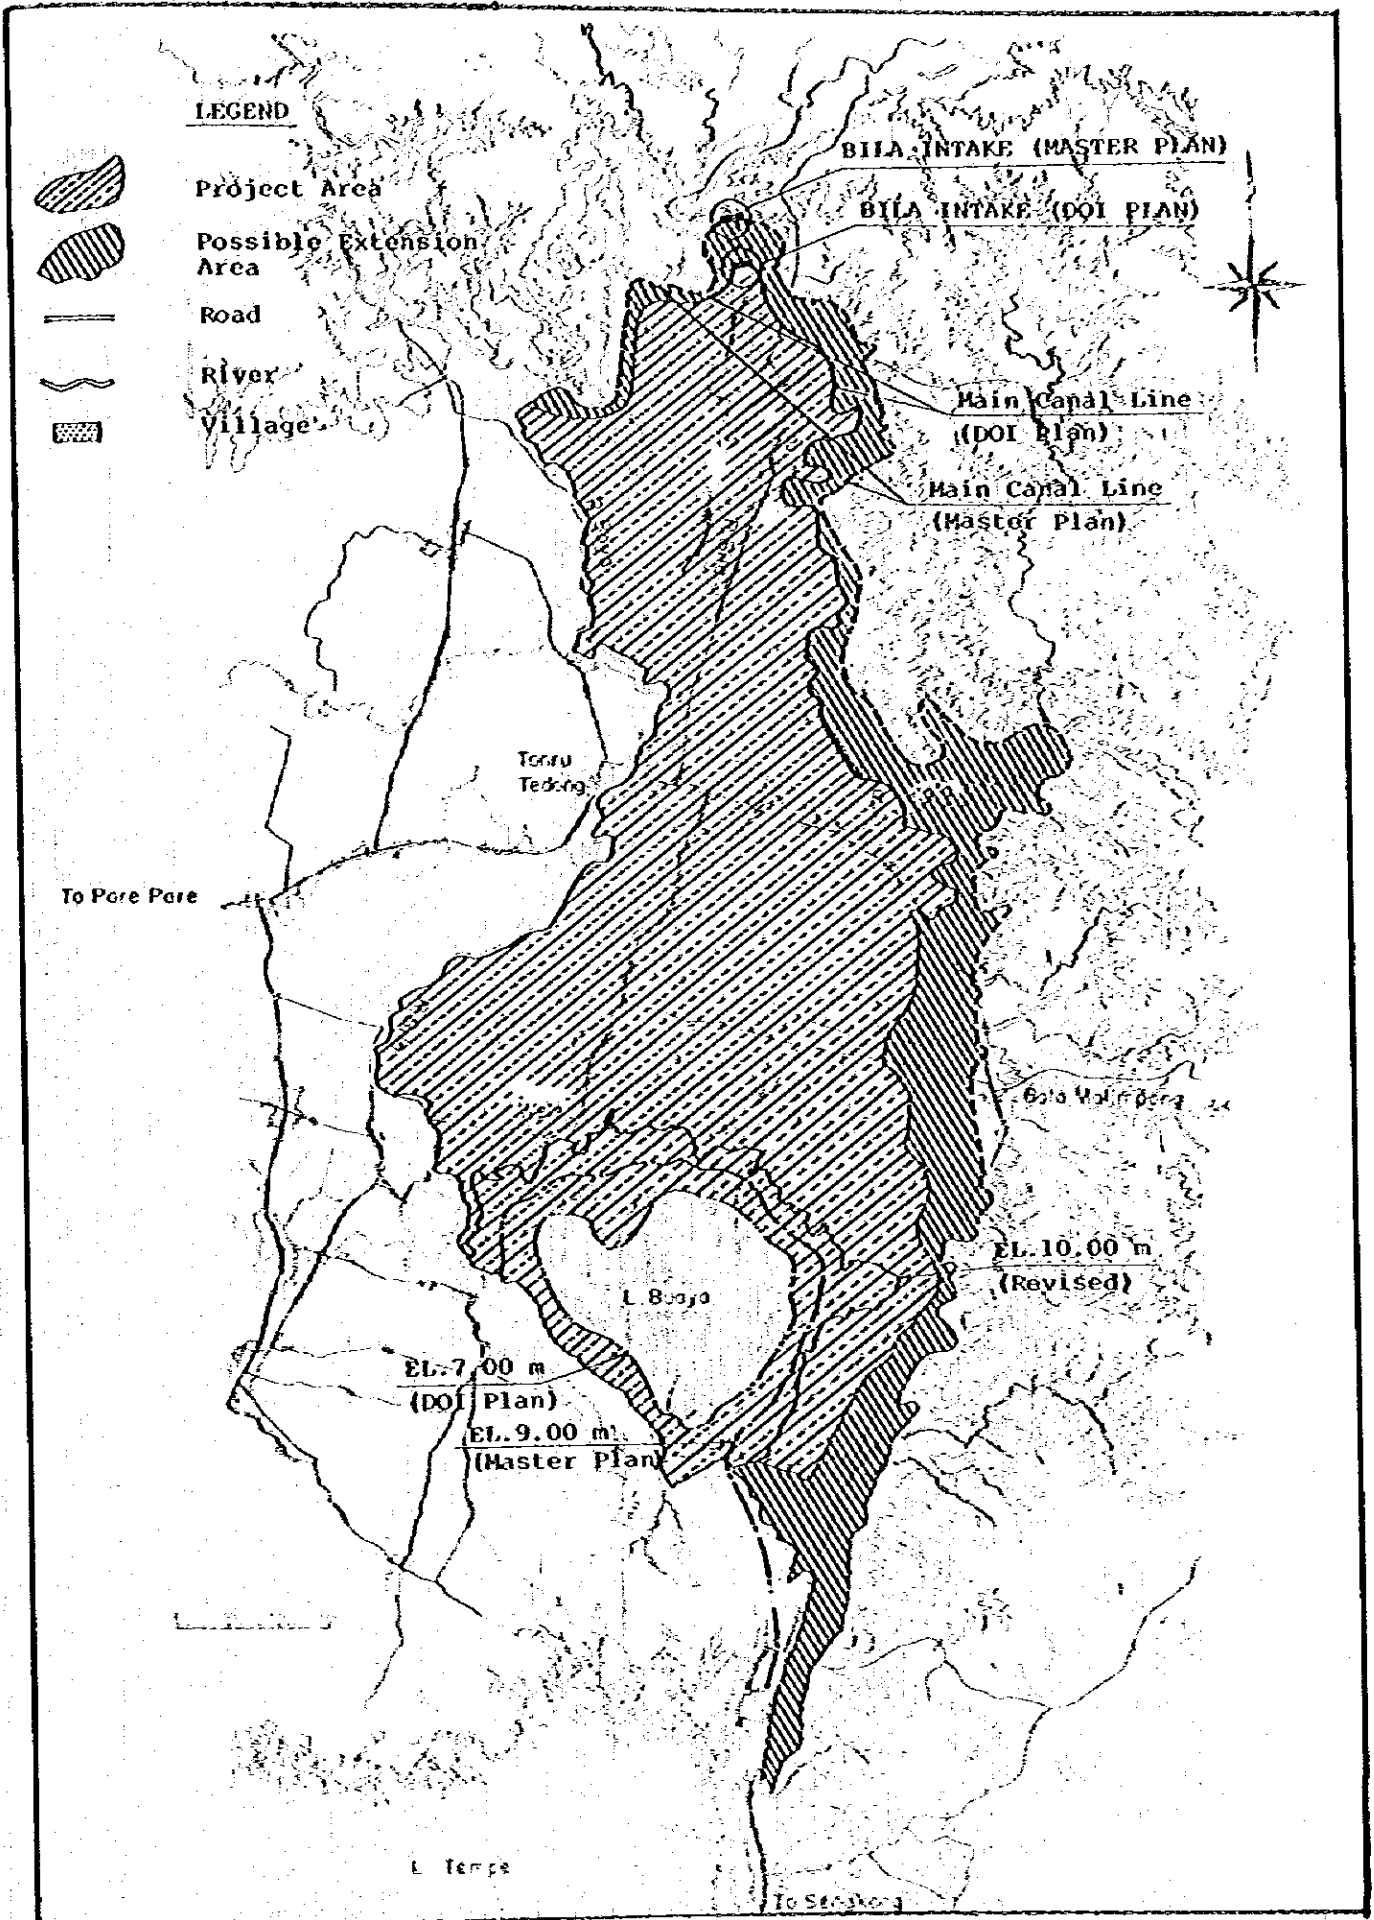 LEGEND
Project Area
Possible Extension
Area
Road
River
Village
BILA INTAKE (MASTER PLAN)
BILA INTAKE (DOI PLAN)
Main Canal Line
(DOI Plan)
Main Canal Line
(Master Plan)
Tonru
Tedong
To Pare Pare
EL.10.00 m
(Revised)
L. Buaya
EL.7.00 m
(DOI Plan)
EL.9.00 m
(Master Plan)
L. Tempe
To